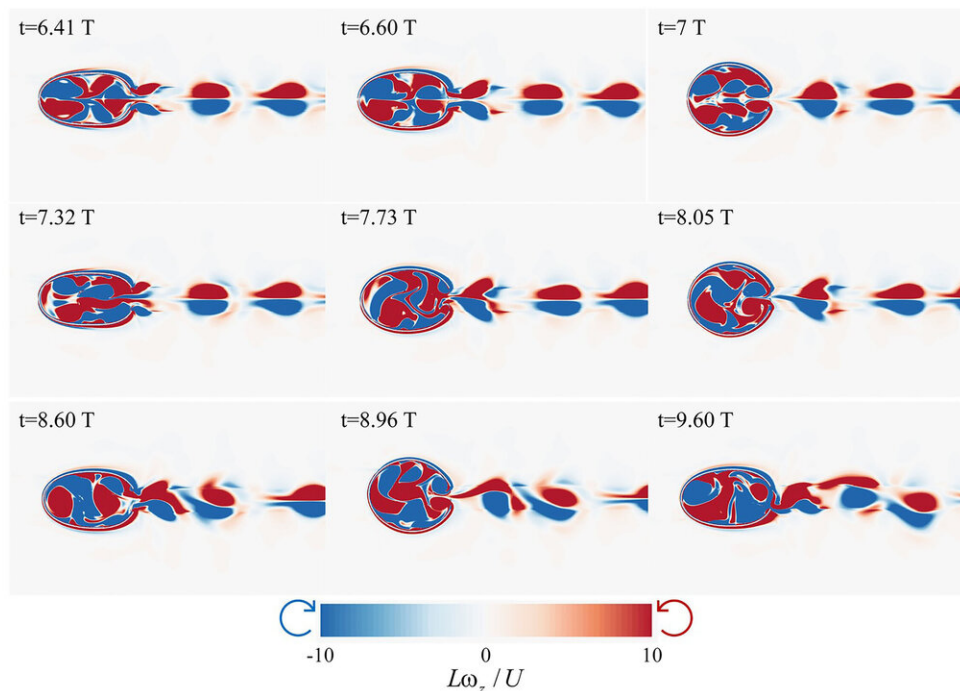 t=6.41 T
t=6.60 T
t=7 T
t=7.32 T
t=7.73 T
t=8.05 T
t=8.60 T
t=8.96 T
t=9.60 T
-10 0 10
Lω_z / U